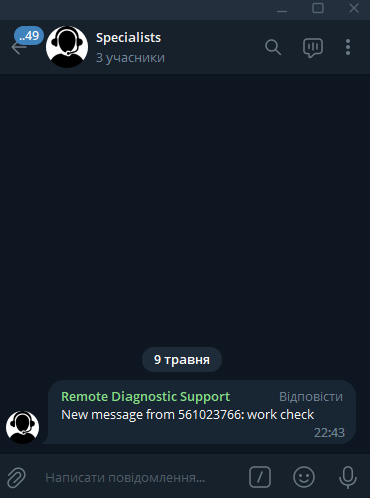 ..49
Specialists
3 учасники
9 травня
Remote Diagnostic Support Відповісти
New message from 561023766: work check
22:43
Написати повідомлення...